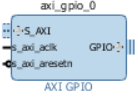 axi_gpio_0
S_AXI
s_axi_aclk
GPIO
s_axi_aresetn
AXI GPIO